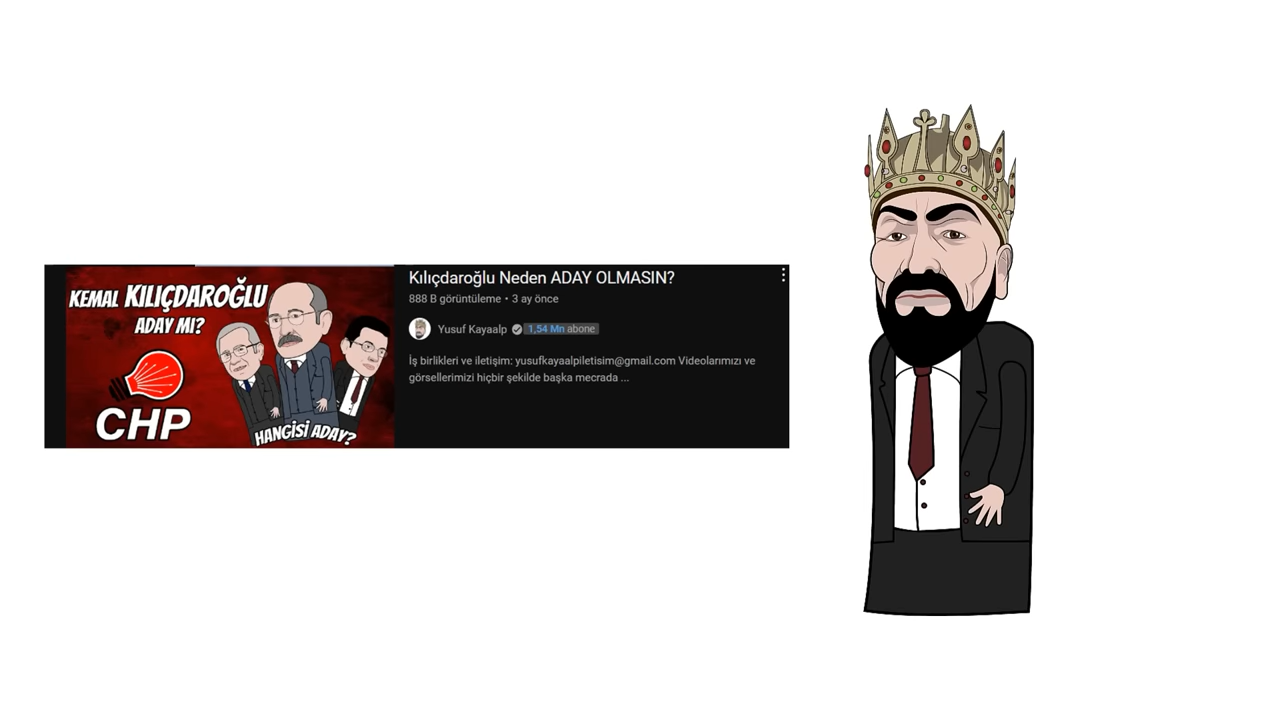 KEMAL KILIÇDAROĞLU
ADAY MI?
CHP
HANGİSİ ADAY?
Kılıçdaroğlu Neden ADAY OLMASIN?
888 B görüntüleme • 3 ay önce
Yusuf Kayaalp 1,54 Mn abone
İş birlikleri ve iletişim: yusufkayaalpiletisim@gmail.com Videolarımızı ve
görsellerimizi hiçbir şekilde başka mecrada ...